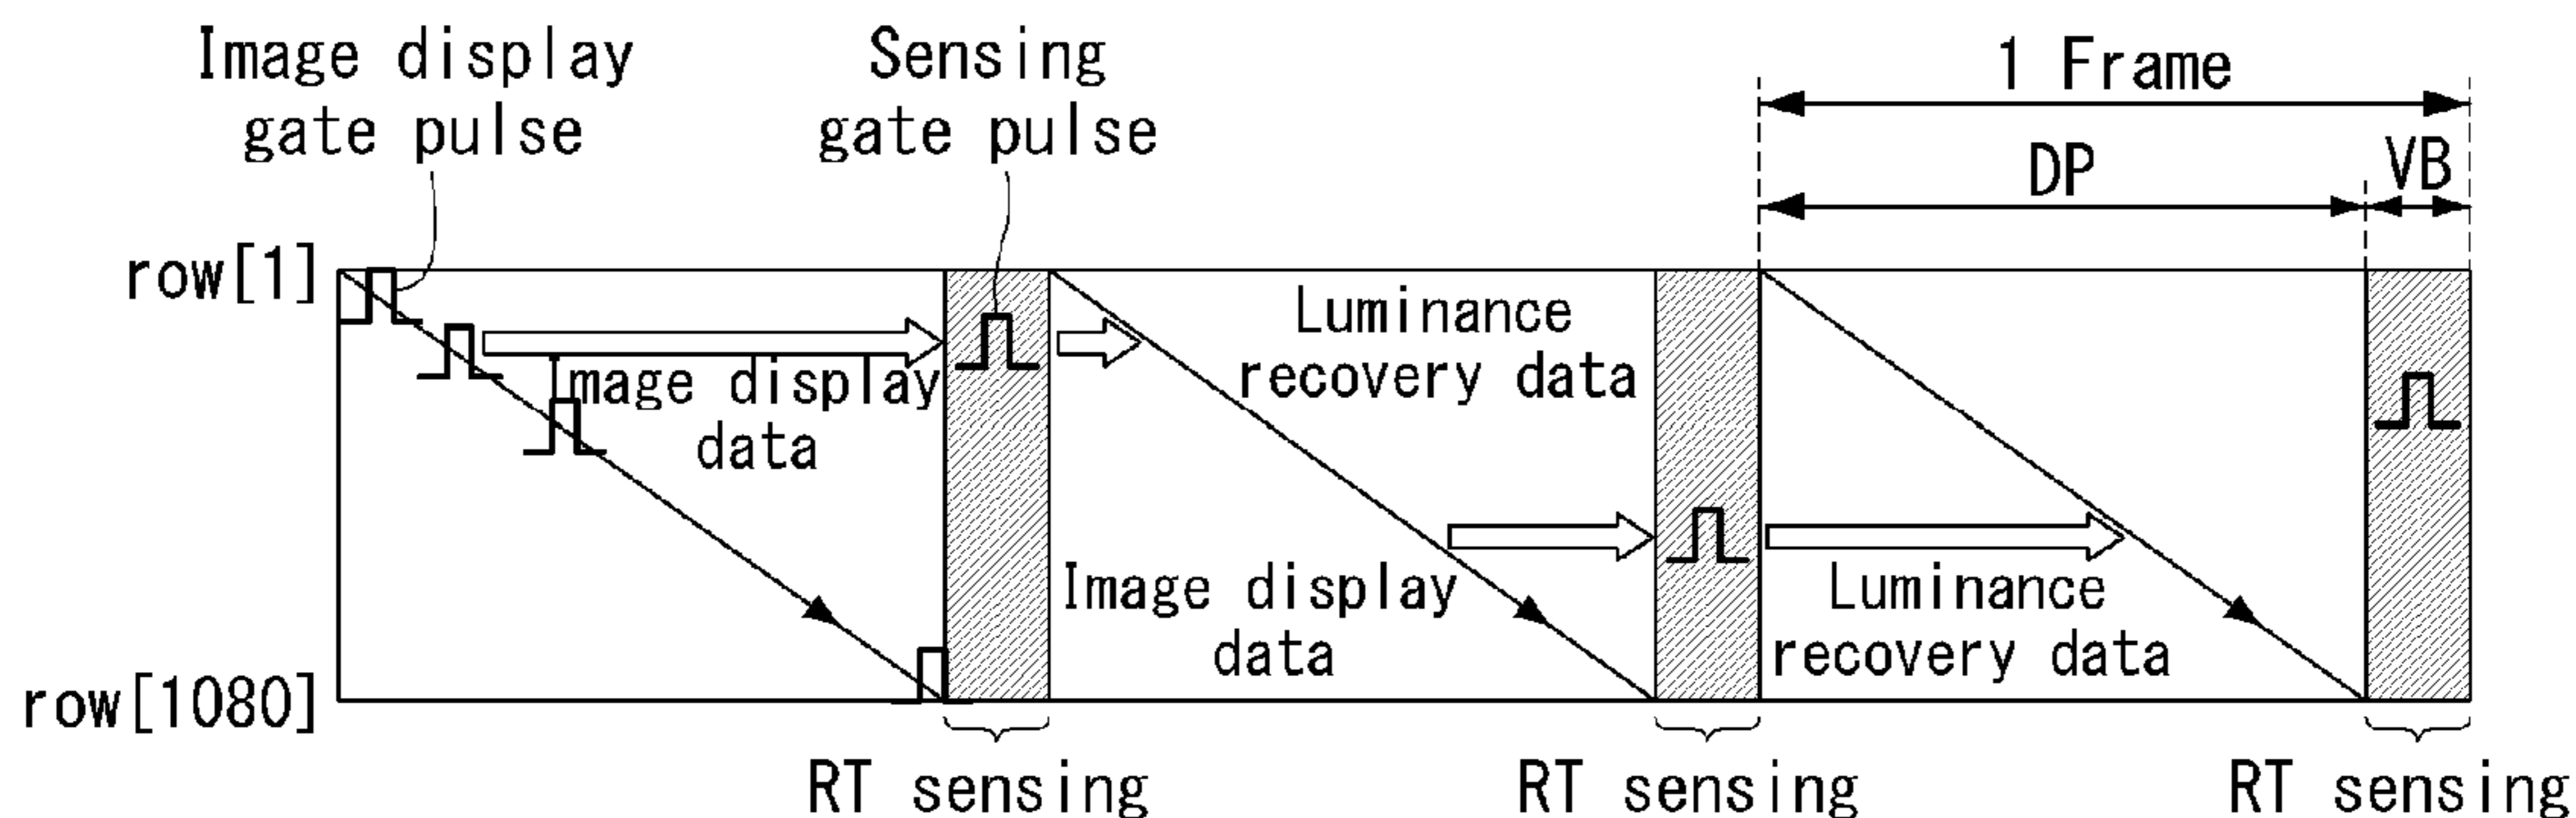 Image display
gate pulse
Sensing
gate pulse
1 Frame
DP
VB
row[1]
Image display
data
Luminance
recovery data
Image display
data
Luminance
recovery data
row[1080]
RT sensing
RT sensing
RT sensing